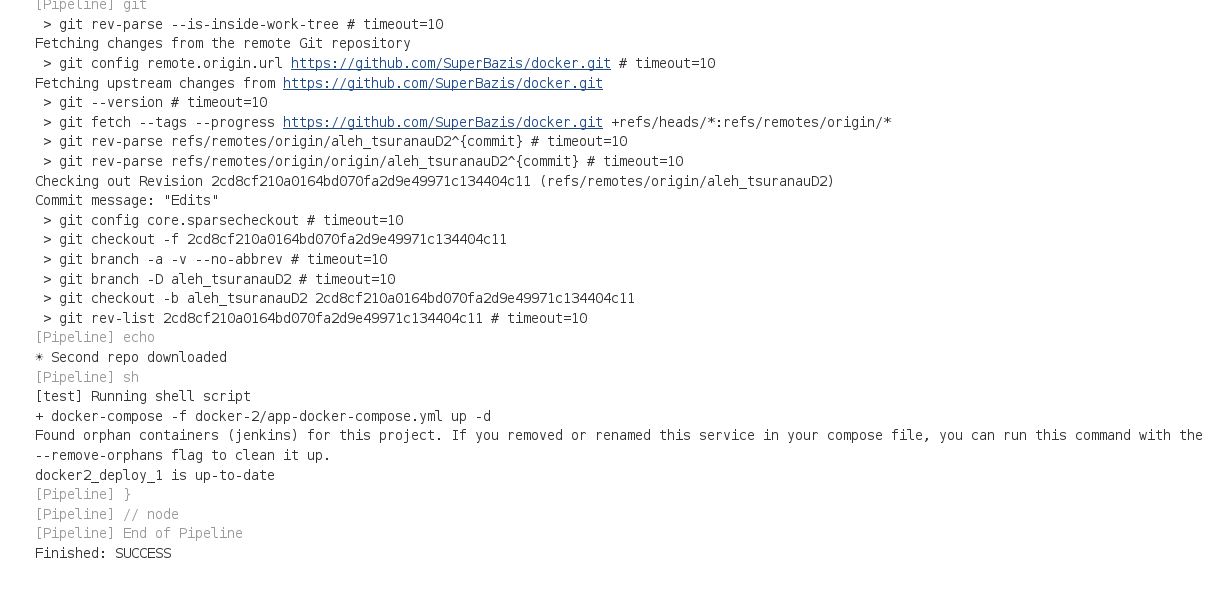 [Pipeline] git
> git rev-parse --is-inside-work-tree # timeout=10
Fetching changes from the remote Git repository
> git config remote.origin.url https://github.com/SuperBazis/docker.git # timeout=10
Fetching upstream changes from https://github.com/SuperBazis/docker.git
> git --version # timeout=10
> git fetch --tags --progress https://github.com/SuperBazis/docker.git +refs/heads/*:refs/remotes/origin/*
> git rev-parse refs/remotes/origin/aleh_tsuranauD2^{commit} # timeout=10
> git rev-parse refs/remotes/origin/origin/aleh_tsuranauD2^{commit} # timeout=10
Checking out Revision 2cd8cf210a0164bd070fa2d9e49971c134404c11 (refs/remotes/origin/aleh_tsuranauD2)
Commit message: "Edits"
> git config core.sparsecheckout # timeout=10
> git checkout -f 2cd8cf210a0164bd070fa2d9e49971c134404c11
> git branch -a -v --no-abbrev # timeout=10
> git branch -D aleh_tsuranauD2 # timeout=10
> git checkout -b aleh_tsuranauD2 2cd8cf210a0164bd070fa2d9e49971c134404c11
> git rev-list 2cd8cf210a0164bd070fa2d9e49971c134404c11 # timeout=10
[Pipeline] echo
☀ Second repo downloaded
[Pipeline] sh
[test] Running shell script
+ docker-compose -f docker-2/app-docker-compose.yml up -d
Found orphan containers (jenkins) for this project. If you removed or renamed this service in your compose file, you can run this command with the
--remove-orphans flag to clean it up.
docker2_deploy_1 is up-to-date
[Pipeline] }
[Pipeline] // node
[Pipeline] End of Pipeline
Finished: SUCCESS